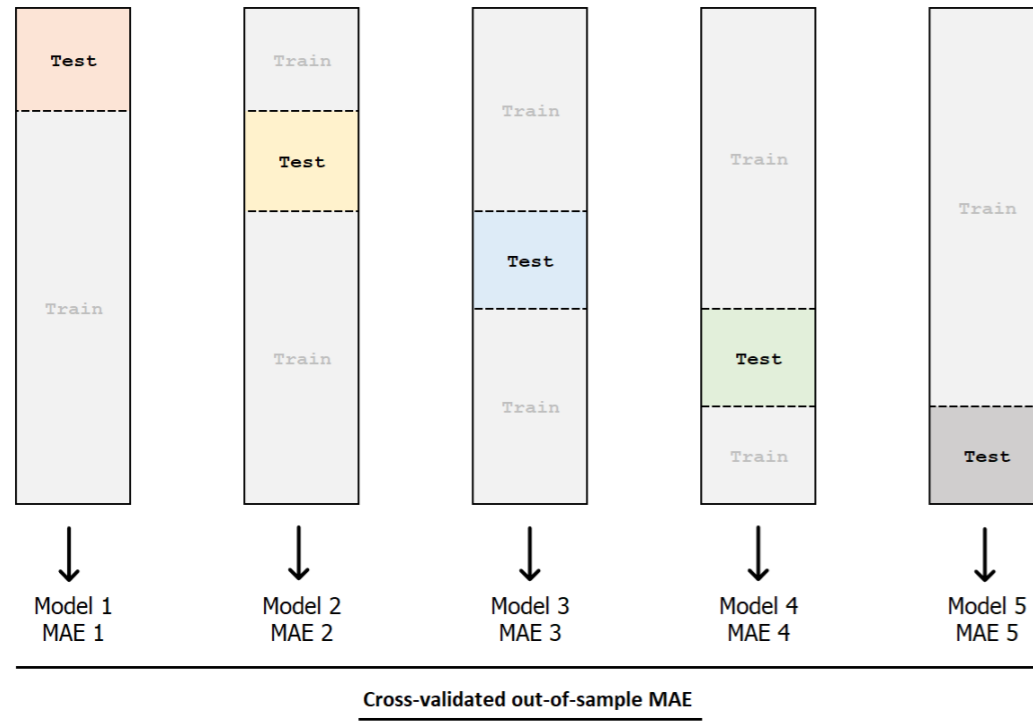 Test
Train
Train
Test
Train
Train
Test
Train
Train
Test
Train
Train
Test
Model 1
MAE 1
Model 2
MAE 2
Model 3
MAE 3
Model 4
MAE 4
Model 5
MAE 5
Cross-validated out-of-sample MAE